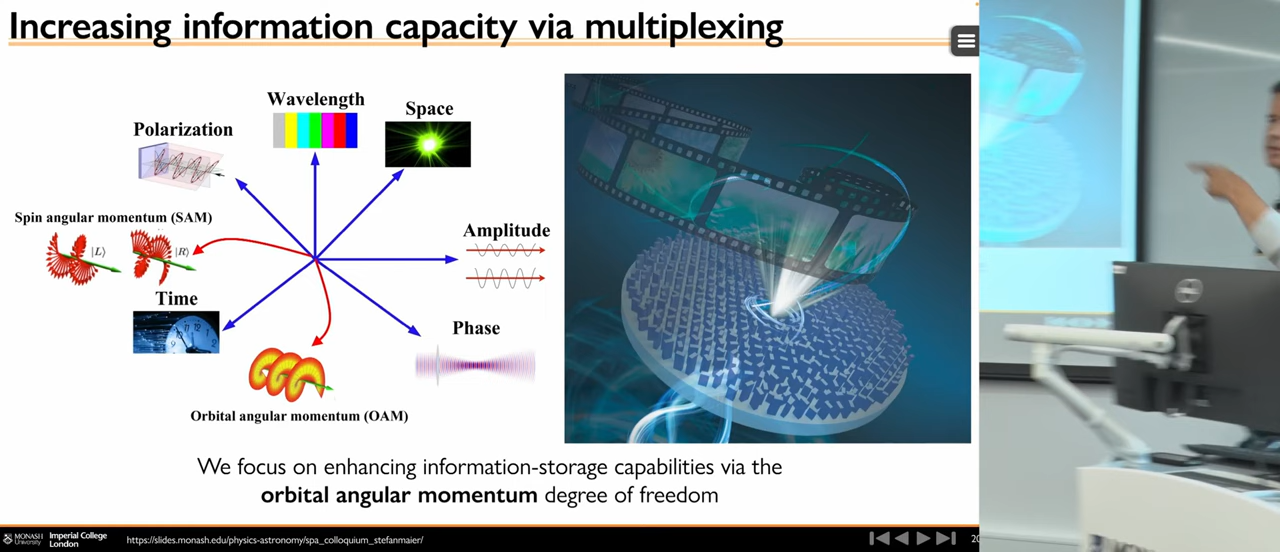 Increasing information capacity via multiplexing
Wavelength
Space
Polarization
Spin angular momentum (SAM)
|L⟩
|R⟩
Amplitude
Time
Phase
Orbital angular momentum (OAM)
We focus on enhancing information-storage capabilities via the
orbital angular momentum degree of freedom
MONASH University
Imperial College London
https://slides.monash.edu/physics-astronomy/spa_colloquium_stefanmaier/